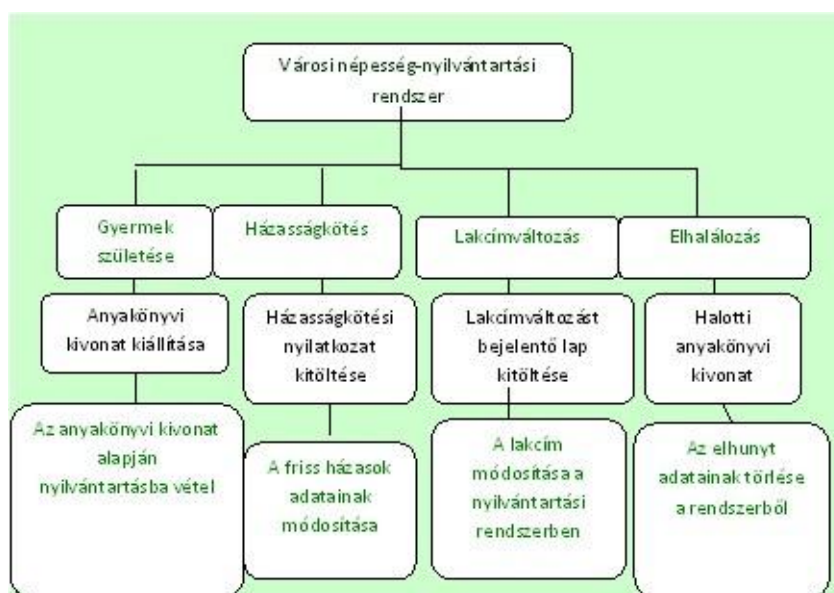 Városi népesség-nyilvántartási
rendszer
Gyermek
születése
Házasságkötés
Lakcímváltozás
Elhalálozás
Anyakönyvi
kivonat kiállítása
Házasságkötési
nyilatkozat
kitöltése
Lakcímváltozást
bejelentő lap
kitöltése
Halotti
anyakönyvi
kivonat
Az anyakönyvi kivonat
alapján
nyilvántartásba vétel
A friss házasok
adatainak
módosítása
A lakcím
módosítása a
nyilvántartási
rendszerben
Az elhunyt
adatainak törlése
a rendszerből